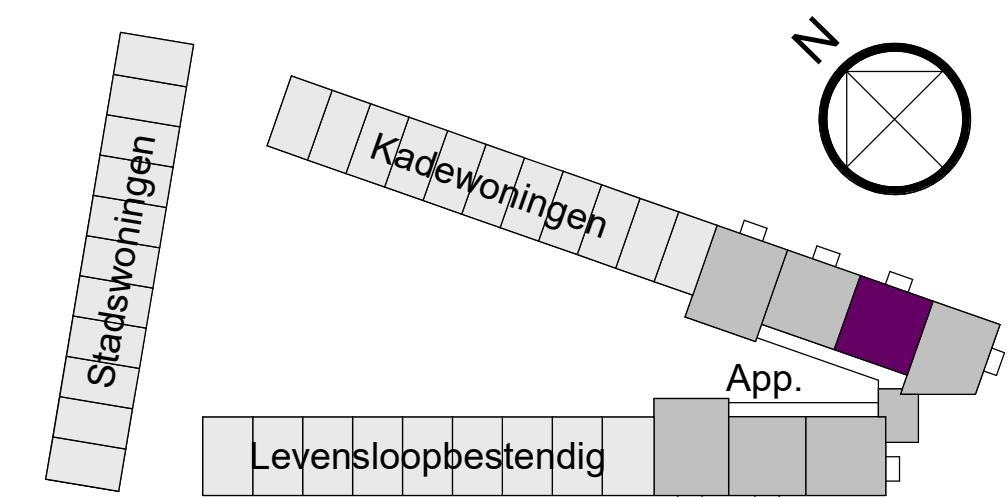 N
Kadewoningen
Stadswoningen
App.
Levensloopbestendig